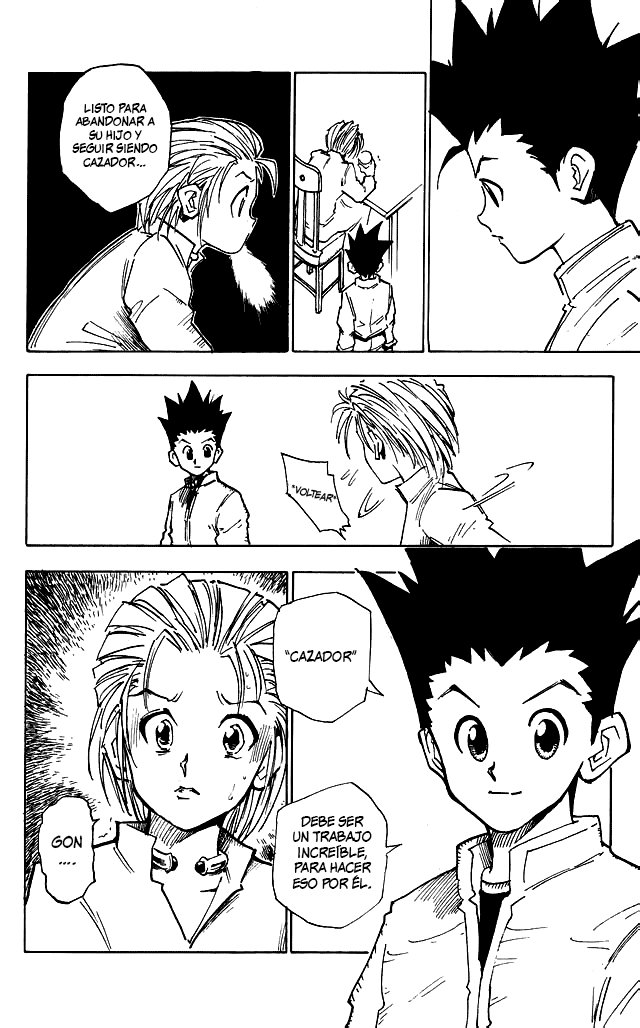 LISTO PARA
ABANDONAR A
SU HIJO Y
SEGUIR SIENDO
CAZADOR...
"VOLTEAR"
"CAZADOR"
DEBE SER
UN TRABAJO
INCREÍBLE,
PARA HACER
ESO POR ÉL.
GON
....